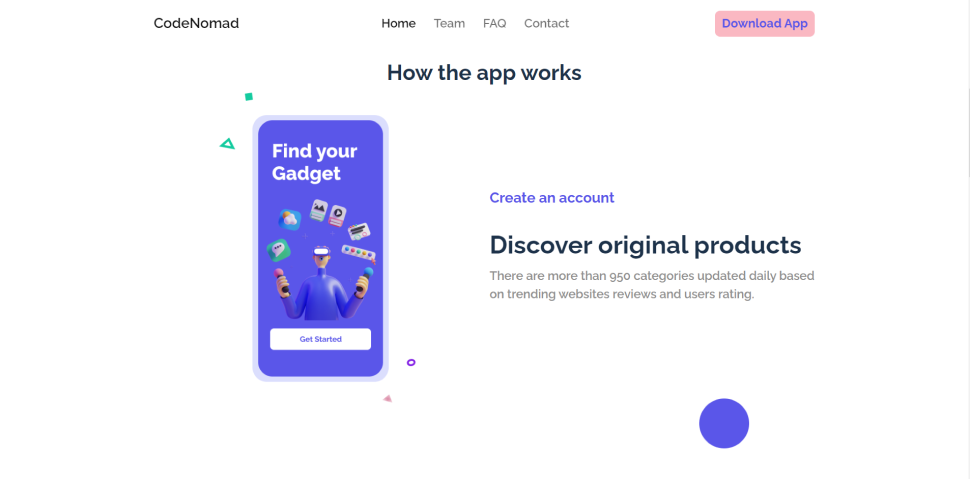 CodeNomad
Home
Team
FAQ
Contact
Download App
How the app works
Find your
Gadget
Get Started
Create an account
Discover original products
There are more than 950 categories updated daily based
on trending websites reviews and users rating.